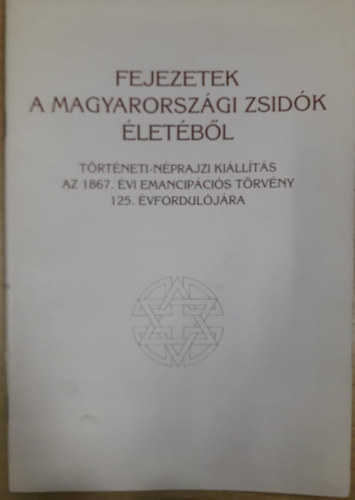 FEJEZETEK
A MAGYARORSZÁGI ZSIDÓK
ÉLETÉBŐL
TÖRTÉNETI-NÉPRAJZI KIÁLLÍTÁS
AZ 1867. ÉVI EMANCIPÁCIÓS TÖRVÉNY
125. ÉVFORDULÓJÁRA